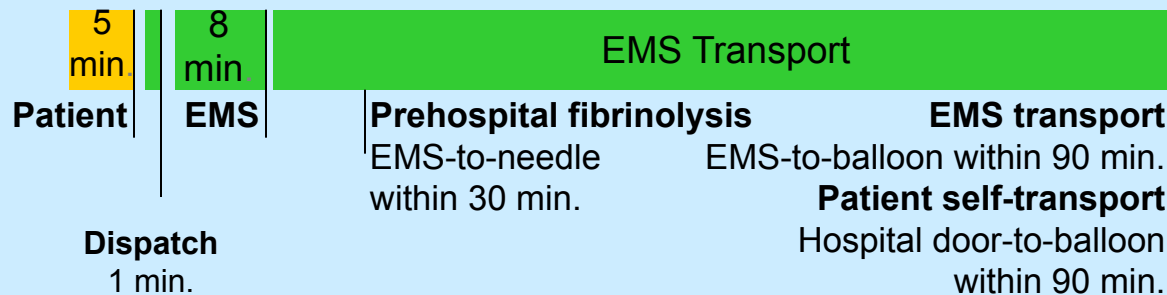 5
min.
8
min.
EMS Transport
Patient
EMS
Dispatch
1 min.
Prehospital fibrinolysis
EMS-to-needle
within 30 min.
EMS transport
EMS-to-balloon within 90 min.
Patient self-transport
Hospital door-to-balloon
within 90 min.